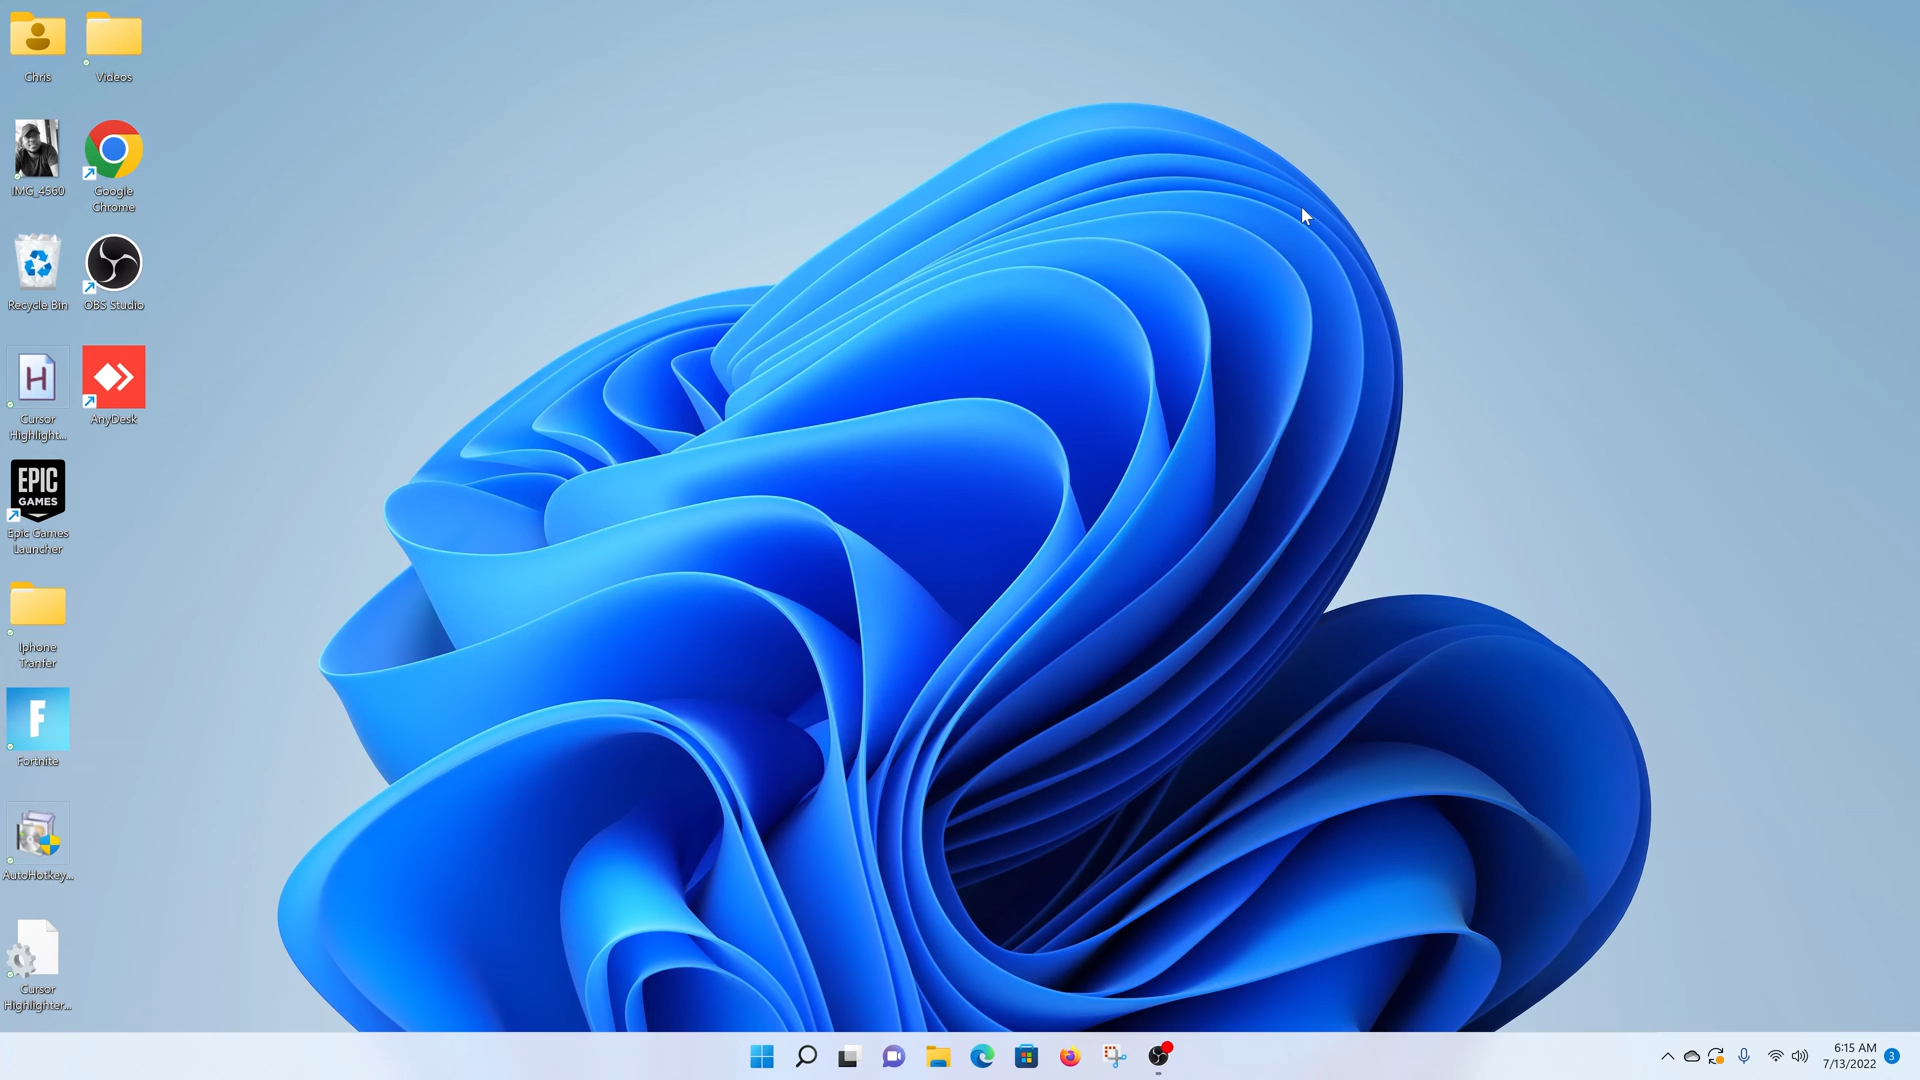 Chris
Videos
IMG_4560
Google
Chrome
Recycle Bin
OBS Studio
H
Cursor
Highlight...
AnyDesk
EPIC
GAMES
Epic Games
Launcher
Iphone
Tranfer
F
Fortnite
AutoHotkey...
Cursor
Highlighter...
6:15 AM
7/13/2022
3